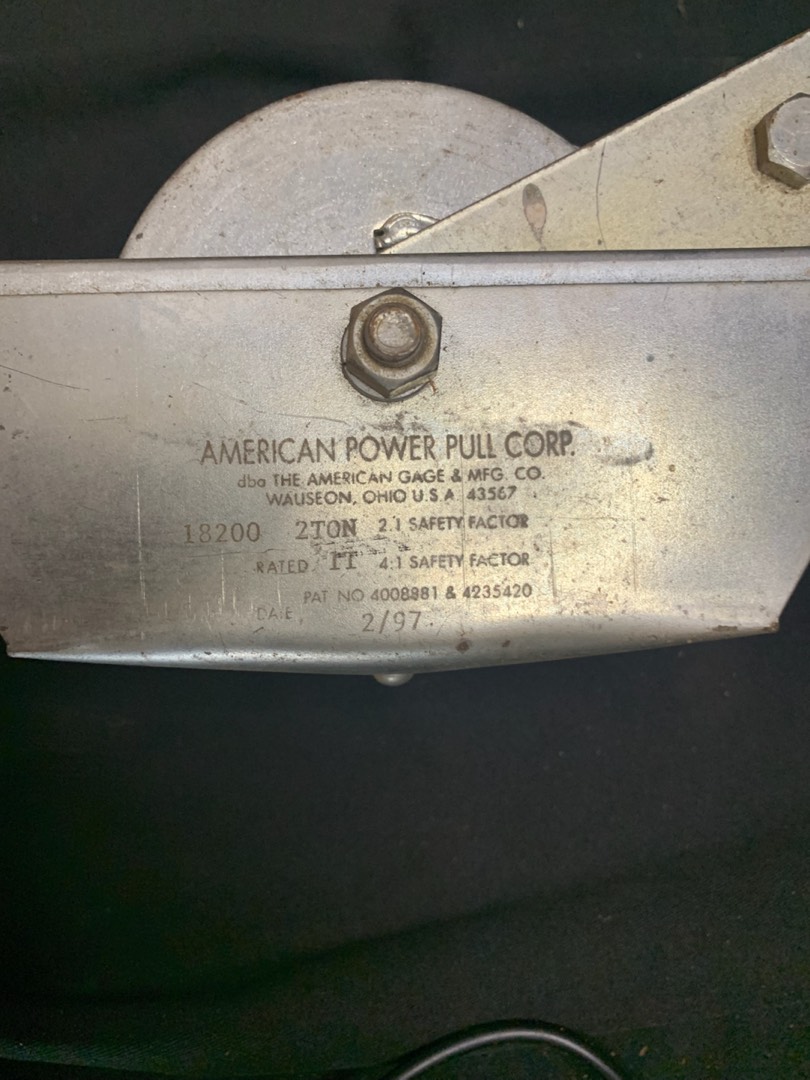 AMERICAN POWER PULL CORP.
dba THE AMERICAN GAGE & MFG. CO.
WAUSEON, OHIO U.S.A. 43567
18200 2TON 2:1 SAFETY FACTOR
RATED 1T 4:1 SAFETY FACTOR
PAT NO 4008881 & 4235420
DATE 2/97